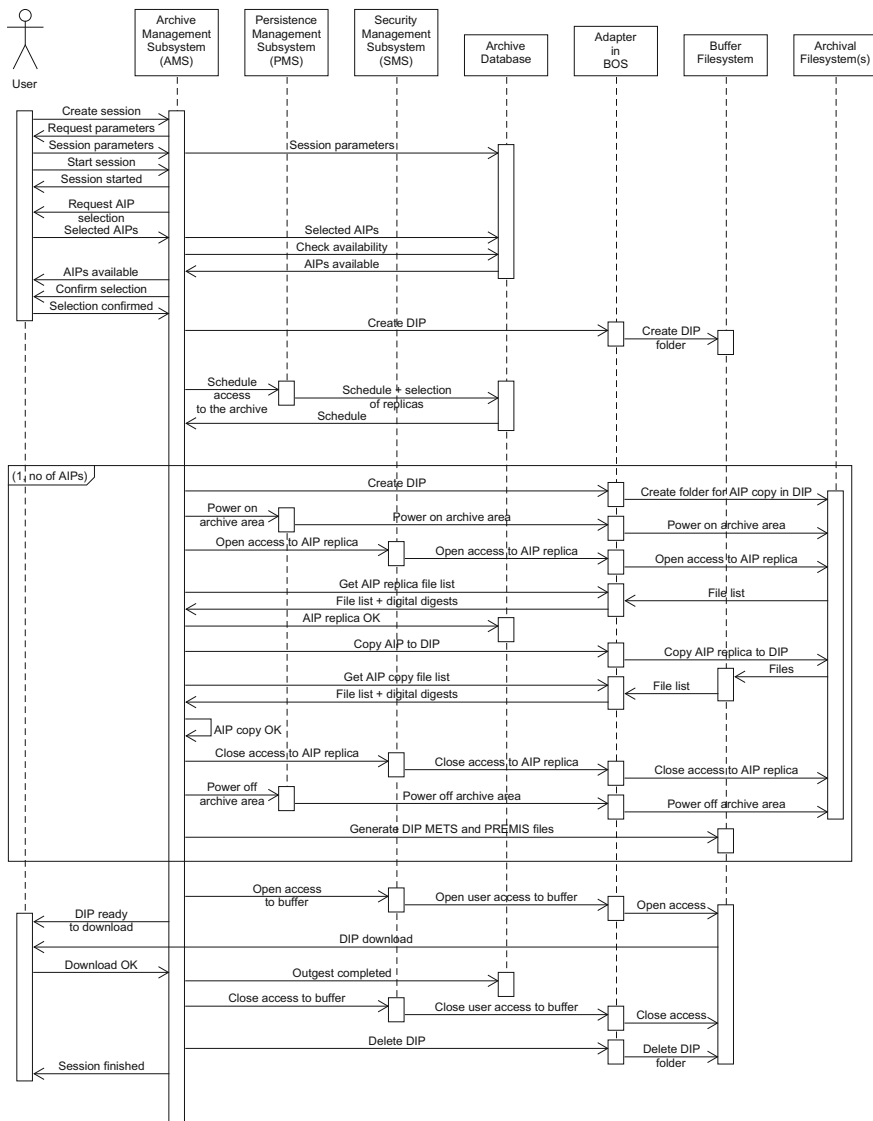 User
Archive
Management
Subsystem
(AMS)
Persistence
Management
Subsystem
(PMS)
Security
Management
Subsystem
(SMS)
Archive
Database
Adapter
in
BOS
Buffer
Filesystem
Archival
Filesystem(s)
Create session
Request parameters
Session parameters
Session parameters
Start session
Session started
Request AIP
selection
Selected AIPs
Selected AIPs
Check availability
AIPs available
AIPs available
Confirm selection
Selection confirmed
Create DIP
Create DIP
folder
Schedule
access
to the archive
Schedule + selection
of replicas
Schedule
(1, no of AIPs)
Create DIP
Create folder for AIP copy in DIP
Power on
archive area
Power on archive area
Power on archive area
Open access to AIP replica
Open access to AIP replica
Open access to AIP replica
Get AIP replica file list
File list
File list + digital digests
AIP replica OK
Copy AIP to DIP
Copy AIP replica to DIP
Files
Get AIP copy file list
File list
File list + digital digests
AIP copy OK
Close access to AIP replica
Close access to AIP replica
Close access to AIP replica
Power off
archive area
Power off archive area
Power off archive area
Generate DIP METS and PREMIS files
Open access
to buffer
Open user access to buffer
Open access
DIP ready
to download
DIP download
Download OK
Outgest completed
Close access to buffer
Close user access to buffer
Close access
Delete DIP
Delete DIP
folder
Session finished